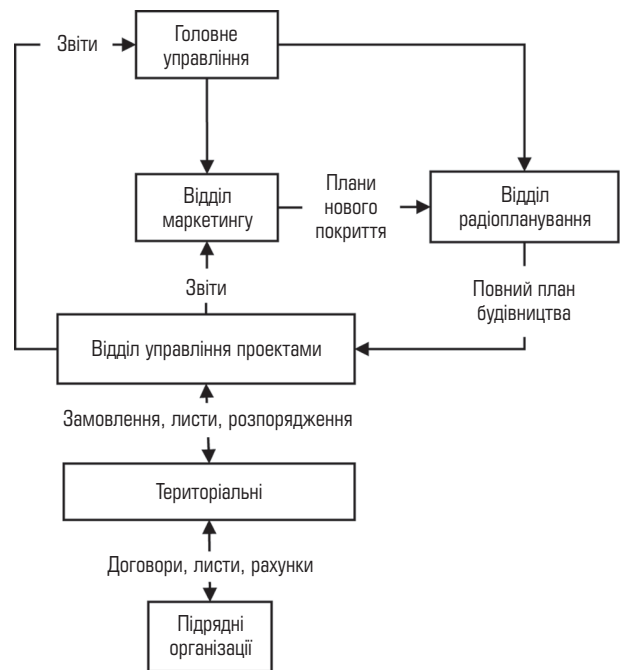 Звіти
Головне
управління
Відділ
маркетингу
Плани
нового
покриття
Відділ
радіопланування
Звіти
Повний план
будівництва
Відділ управління проектами
Замовлення, листи, розпорядження
Територіальні
Договори, листи, рахунки
Підрядні
організації